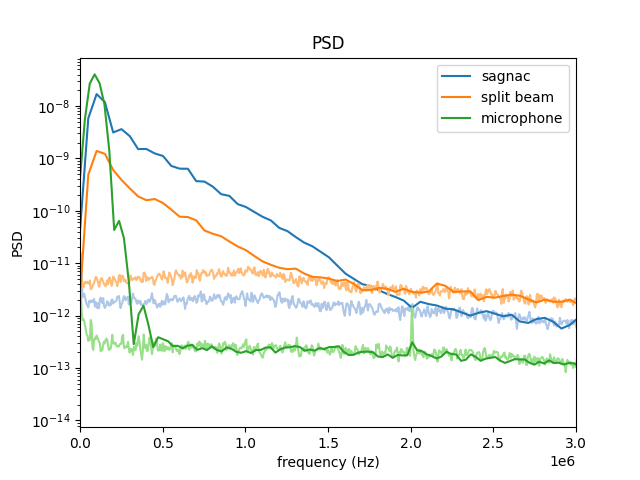 PSD
sagnac
split beam
microphone
10⁻⁸
10⁻⁹
10⁻¹⁰
10⁻¹¹
10⁻¹²
10⁻¹³
10⁻¹⁴
PSD
0.0 0.5 1.0 1.5 2.0 2.5 3.0
frequency (Hz)
1e6